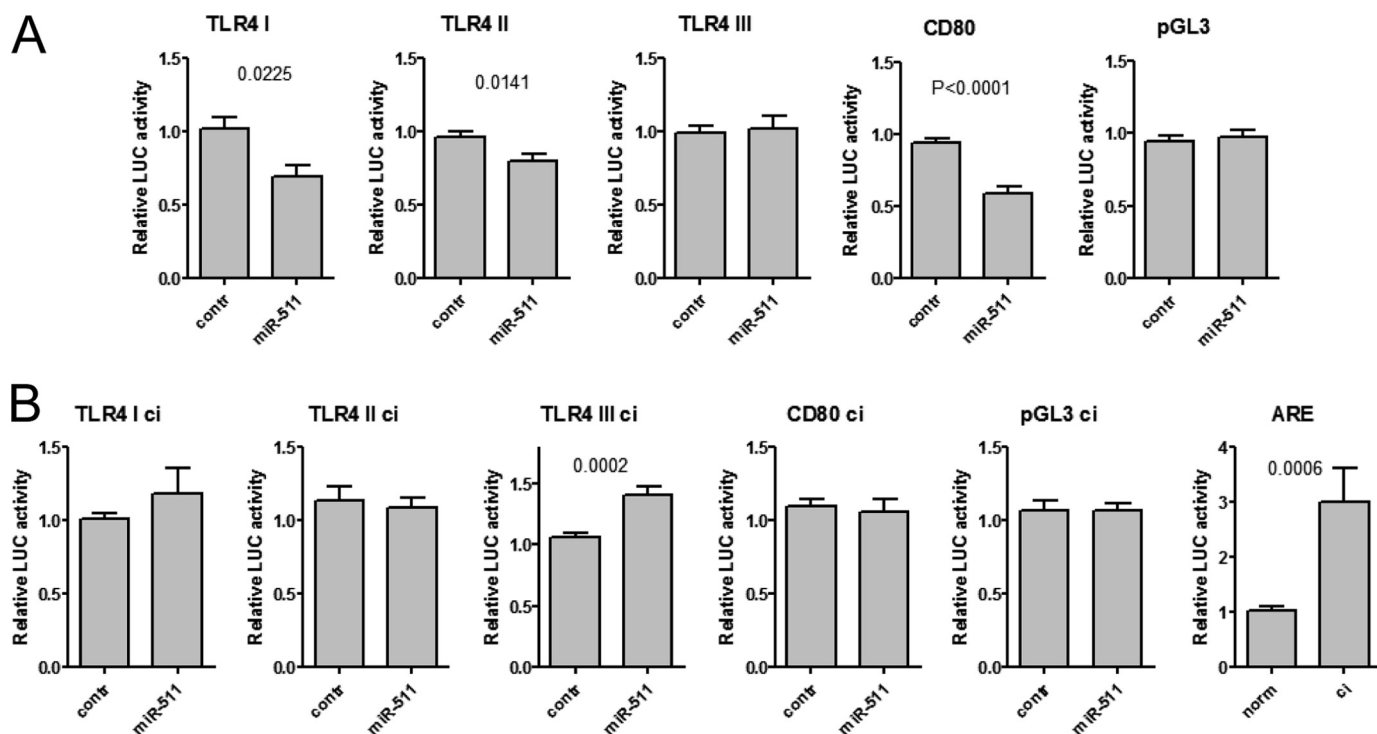 A
TLR4 I
TLR4 II
TLR4 III
CD80
pGL3
Relative LUC activity
1.5
1.0
0.5
0.0
0.0225
contr
miR-511
Relative LUC activity
1.5
1.0
0.5
0.0
0.0141
contr
miR-511
Relative LUC activity
1.5
1.0
0.5
0.0
contr
miR-511
Relative LUC activity
1.5
1.0
0.5
0.0
P<0.0001
contr
miR-511
Relative LUC activity
1.5
1.0
0.5
0.0
contr
miR-511
B
TLR4 I ci
TLR4 II ci
TLR4 III ci
CD80 ci
pGL3 ci
ARE
Relative LUC activity
1.5
1.0
0.5
0.0
contr
miR-511
Relative LUC activity
1.5
1.0
0.5
0.0
contr
miR-511
Relative LUC activity
1.5
1.0
0.5
0.0
0.0002
contr
miR-511
Relative LUC activity
1.5
1.0
0.5
0.0
contr
miR-511
Relative LUC activity
1.5
1.0
0.5
0.0
contr
miR-511
Relative LUC activity
4
3
2
1
0
0.0006
norm
ci